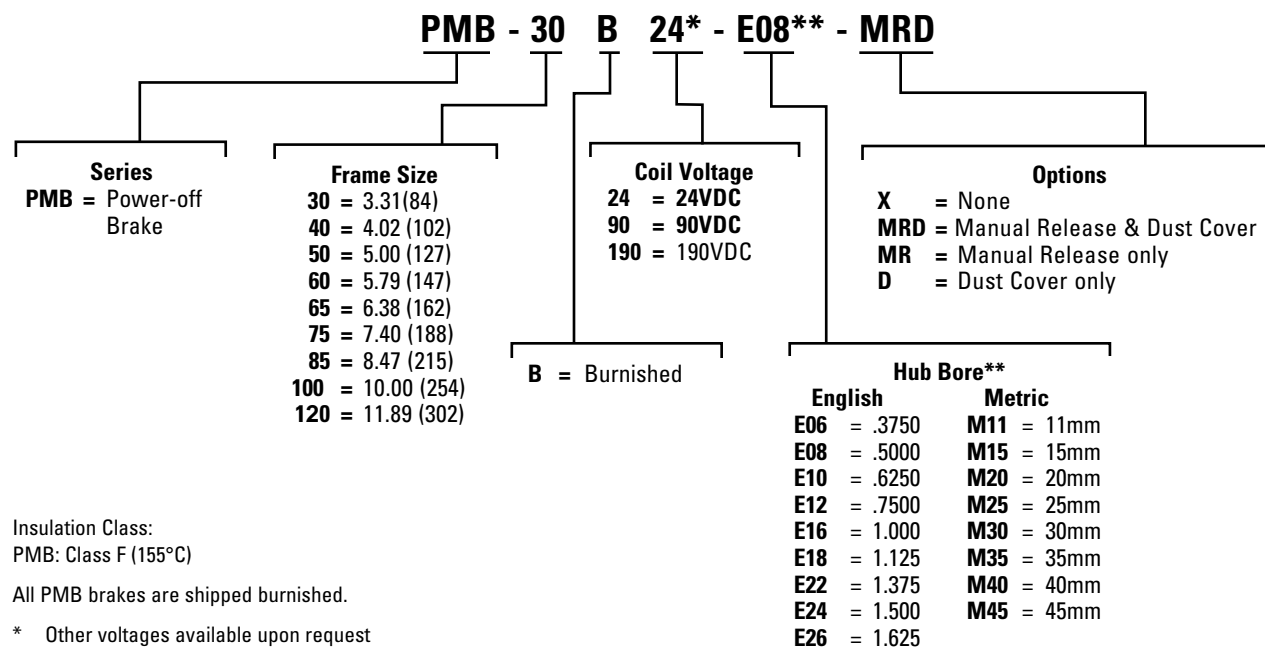 PMB - 30 B 24* - E08** - MRD
Series
PMB = Power-off
Brake
Frame Size
30 = 3.31(84)
40 = 4.02 (102)
50 = 5.00 (127)
60 = 5.79 (147)
65 = 6.38 (162)
75 = 7.40 (188)
85 = 8.47 (215)
100 = 10.00 (254)
120 = 11.89 (302)
Coil Voltage
24 = 24VDC
90 = 90VDC
190 = 190VDC
Options
X = None
MRD = Manual Release & Dust Cover
MR = Manual Release only
D = Dust Cover only
B = Burnished
Hub Bore**
English Metric
E06 = .3750 M11 = 11mm
E08 = .5000 M15 = 15mm
E10 = .6250 M20 = 20mm
E12 = .7500 M25 = 25mm
E16 = 1.000 M30 = 30mm
E18 = 1.125 M35 = 35mm
E22 = 1.375 M40 = 40mm
E24 = 1.500 M45 = 45mm
E26 = 1.625
Insulation Class:
PMB: Class F (155°C)
All PMB brakes are shipped burnished.
* Other voltages available upon request